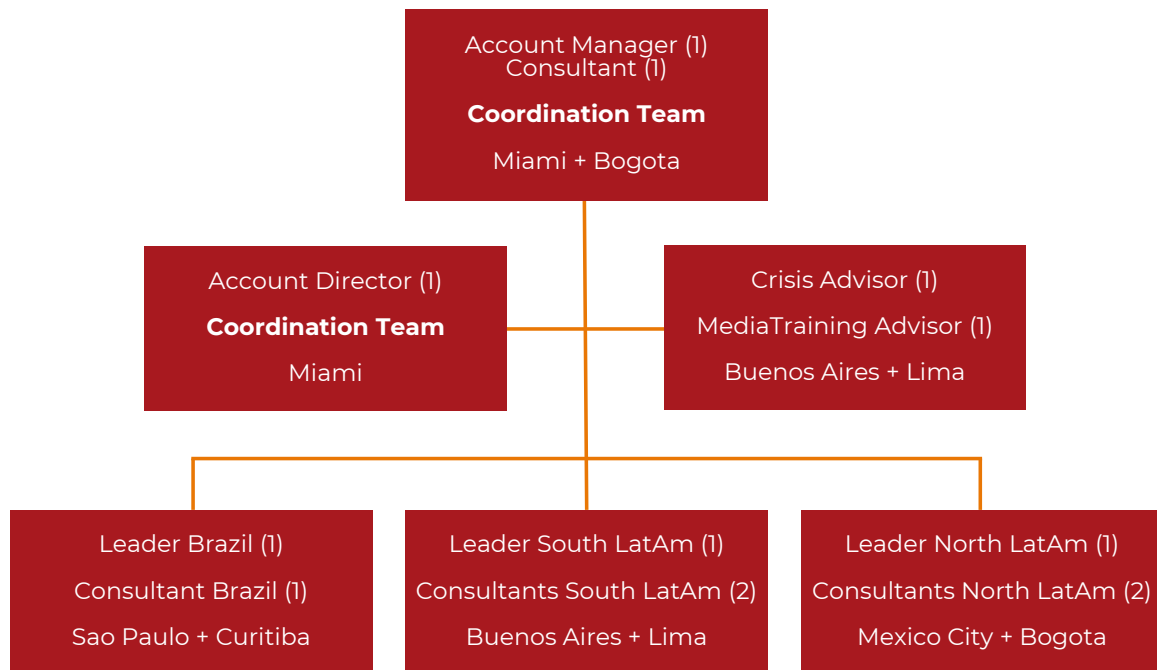 Account Manager (1)
Consultant (1)
Coordination Team
Miami + Bogota
Account Director (1)
Coordination Team
Miami
Crisis Advisor (1)
MediaTraining Advisor (1)
Buenos Aires + Lima
Leader Brazil (1)
Consultant Brazil (1)
Sao Paulo + Curitiba
Leader South LatAm (1)
Consultants South LatAm (2)
Buenos Aires + Lima
Leader North LatAm (1)
Consultants North LatAm (2)
Mexico City + Bogota